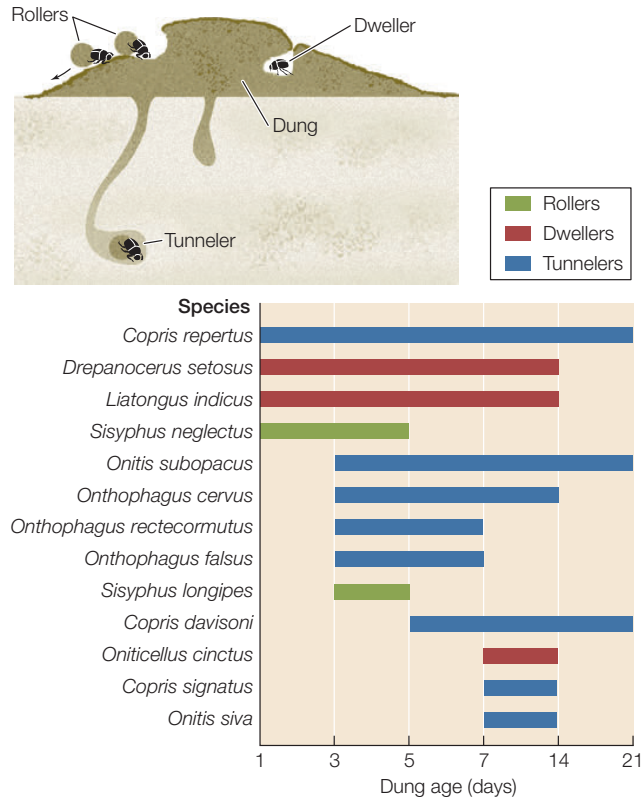 Rollers
Dweller
Dung
Tunneler
Rollers
Dwellers
Tunnelers
Species
Copris repertus
Drepanocerus setosus
Liatongus indicus
Sisyphus neglectus
Onitis subopacus
Onthophagus cervus
Onthophagus rectecormutus
Onthophagus falsus
Sisyphus longipes
Copris davisoni
Oniticellus cinctus
Copris signatus
Onitis siva
1 3 5 7 14 21
Dung age (days)